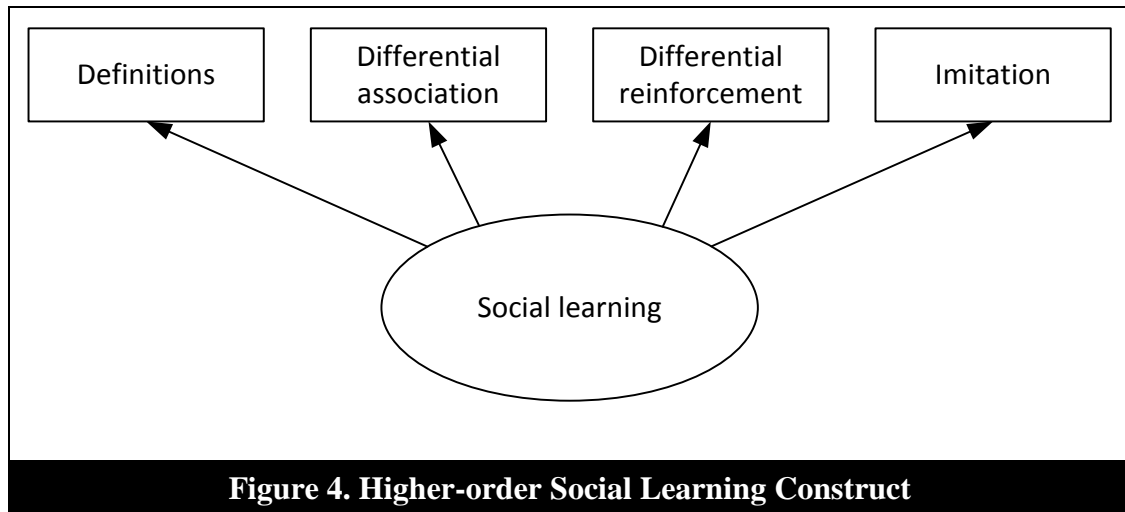 Definitions
Differential
association
Differential
reinforcement
Imitation
Social learning
Figure 4. Higher-order Social Learning Construct